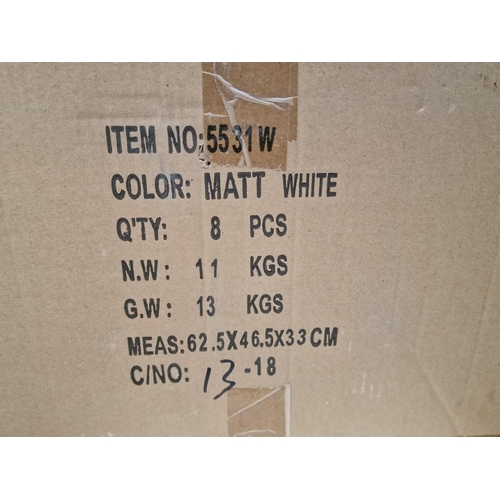 ITEM NO:5531W
COLOR: MATT WHITE
Q'TY: 8 PCS
N.W: 11 KGS
G.W: 13 KGS
MEAS:62.5X46.5X33CM
C/NO: 13-18